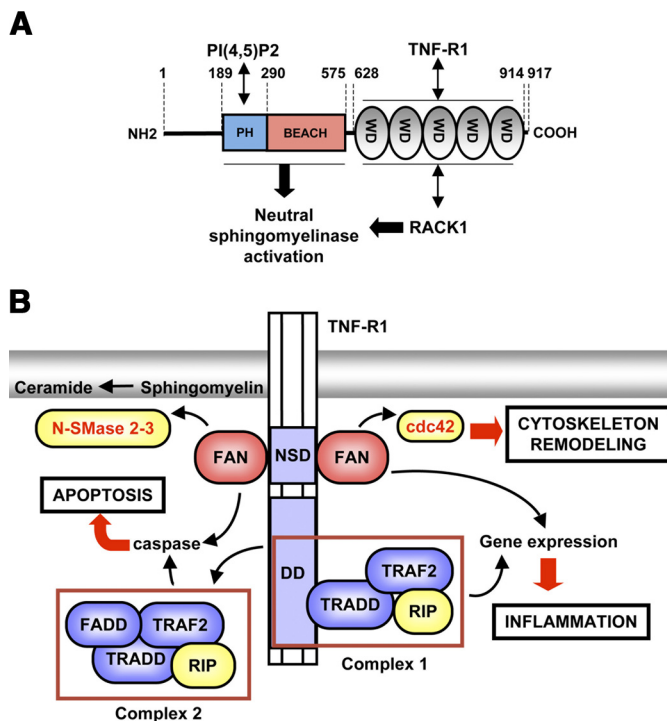 A
PI(4,5)P2
TNF-R1
1
189
290
575
628
914
917
NH2
PH
BEACH
WD
WD
WD
WD
WD
COOH
Neutral
sphingomyelinase
activation
RACK1
B
TNF-R1
Ceramide
Sphingomyelin
N-SMase 2-3
cdc42
CYTOSKELETON
REMODELING
FAN
NSD
FAN
APOPTOSIS
caspase
Gene expression
DD
TRAF2
TRADD
RIP
INFLAMMATION
FADD
TRAF2
TRADD
RIP
Complex 1
Complex 2